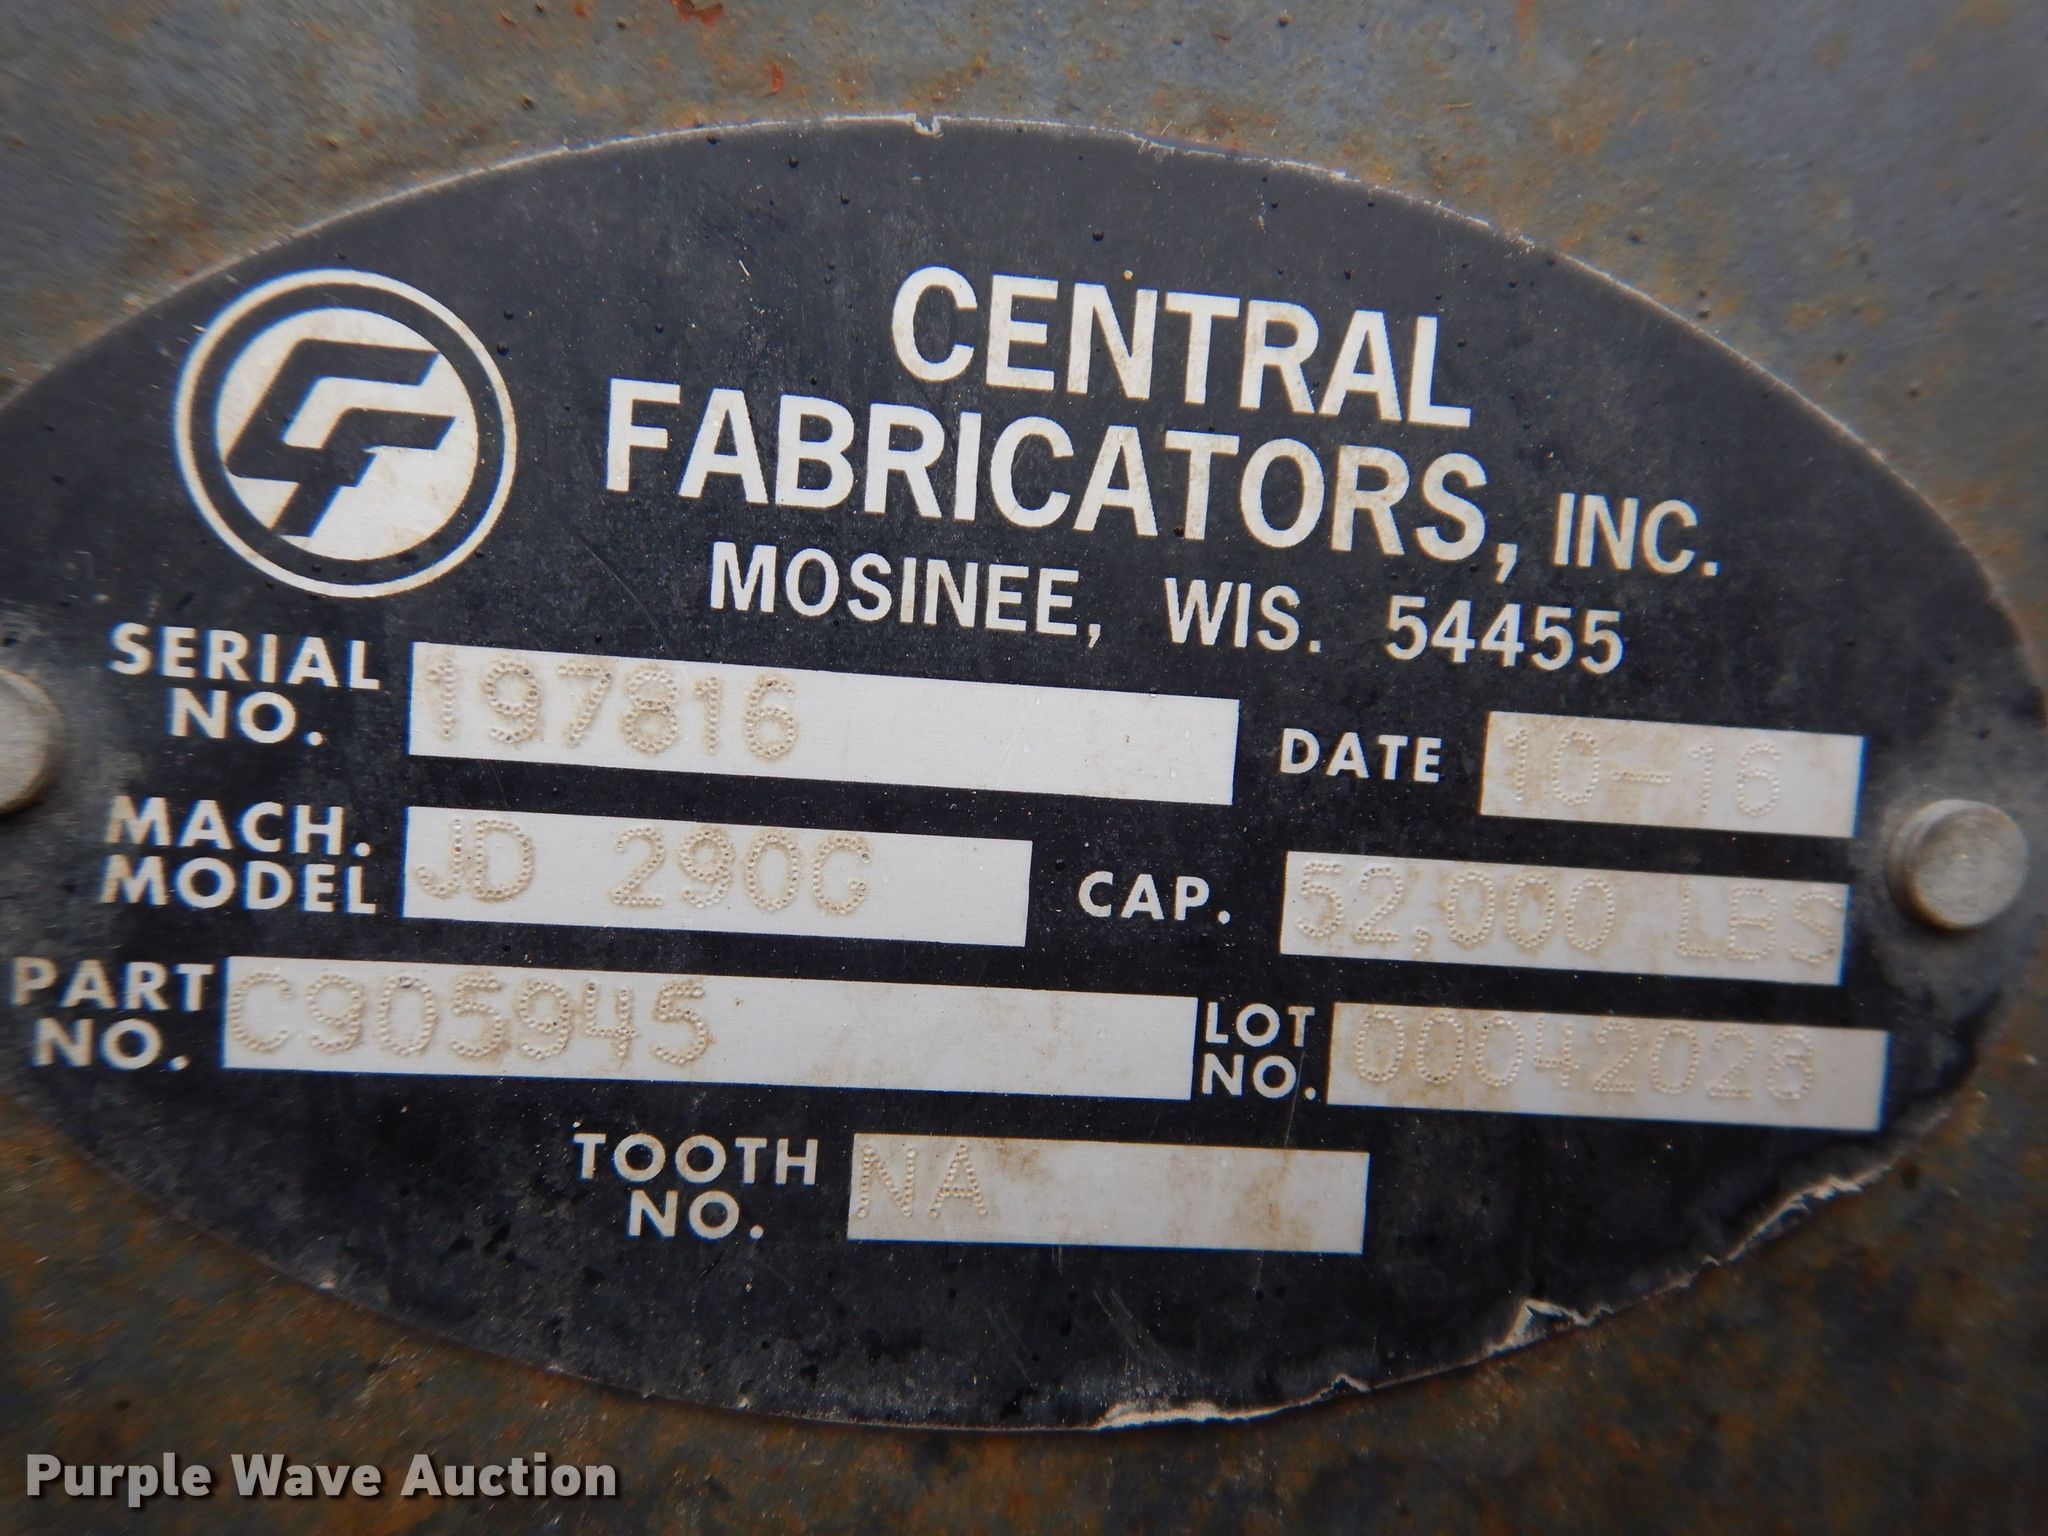 CF
CENTRAL
FABRICATORS, INC.
MOSINEE, WIS. 54455
SERIAL NO. 197816
DATE 10-16
MACH. MODEL JD 290G
CAP. 52,000 LBS
PART NO. C905945
LOT NO. 00042028
TOOTH NO. NA
Purple Wave Auction